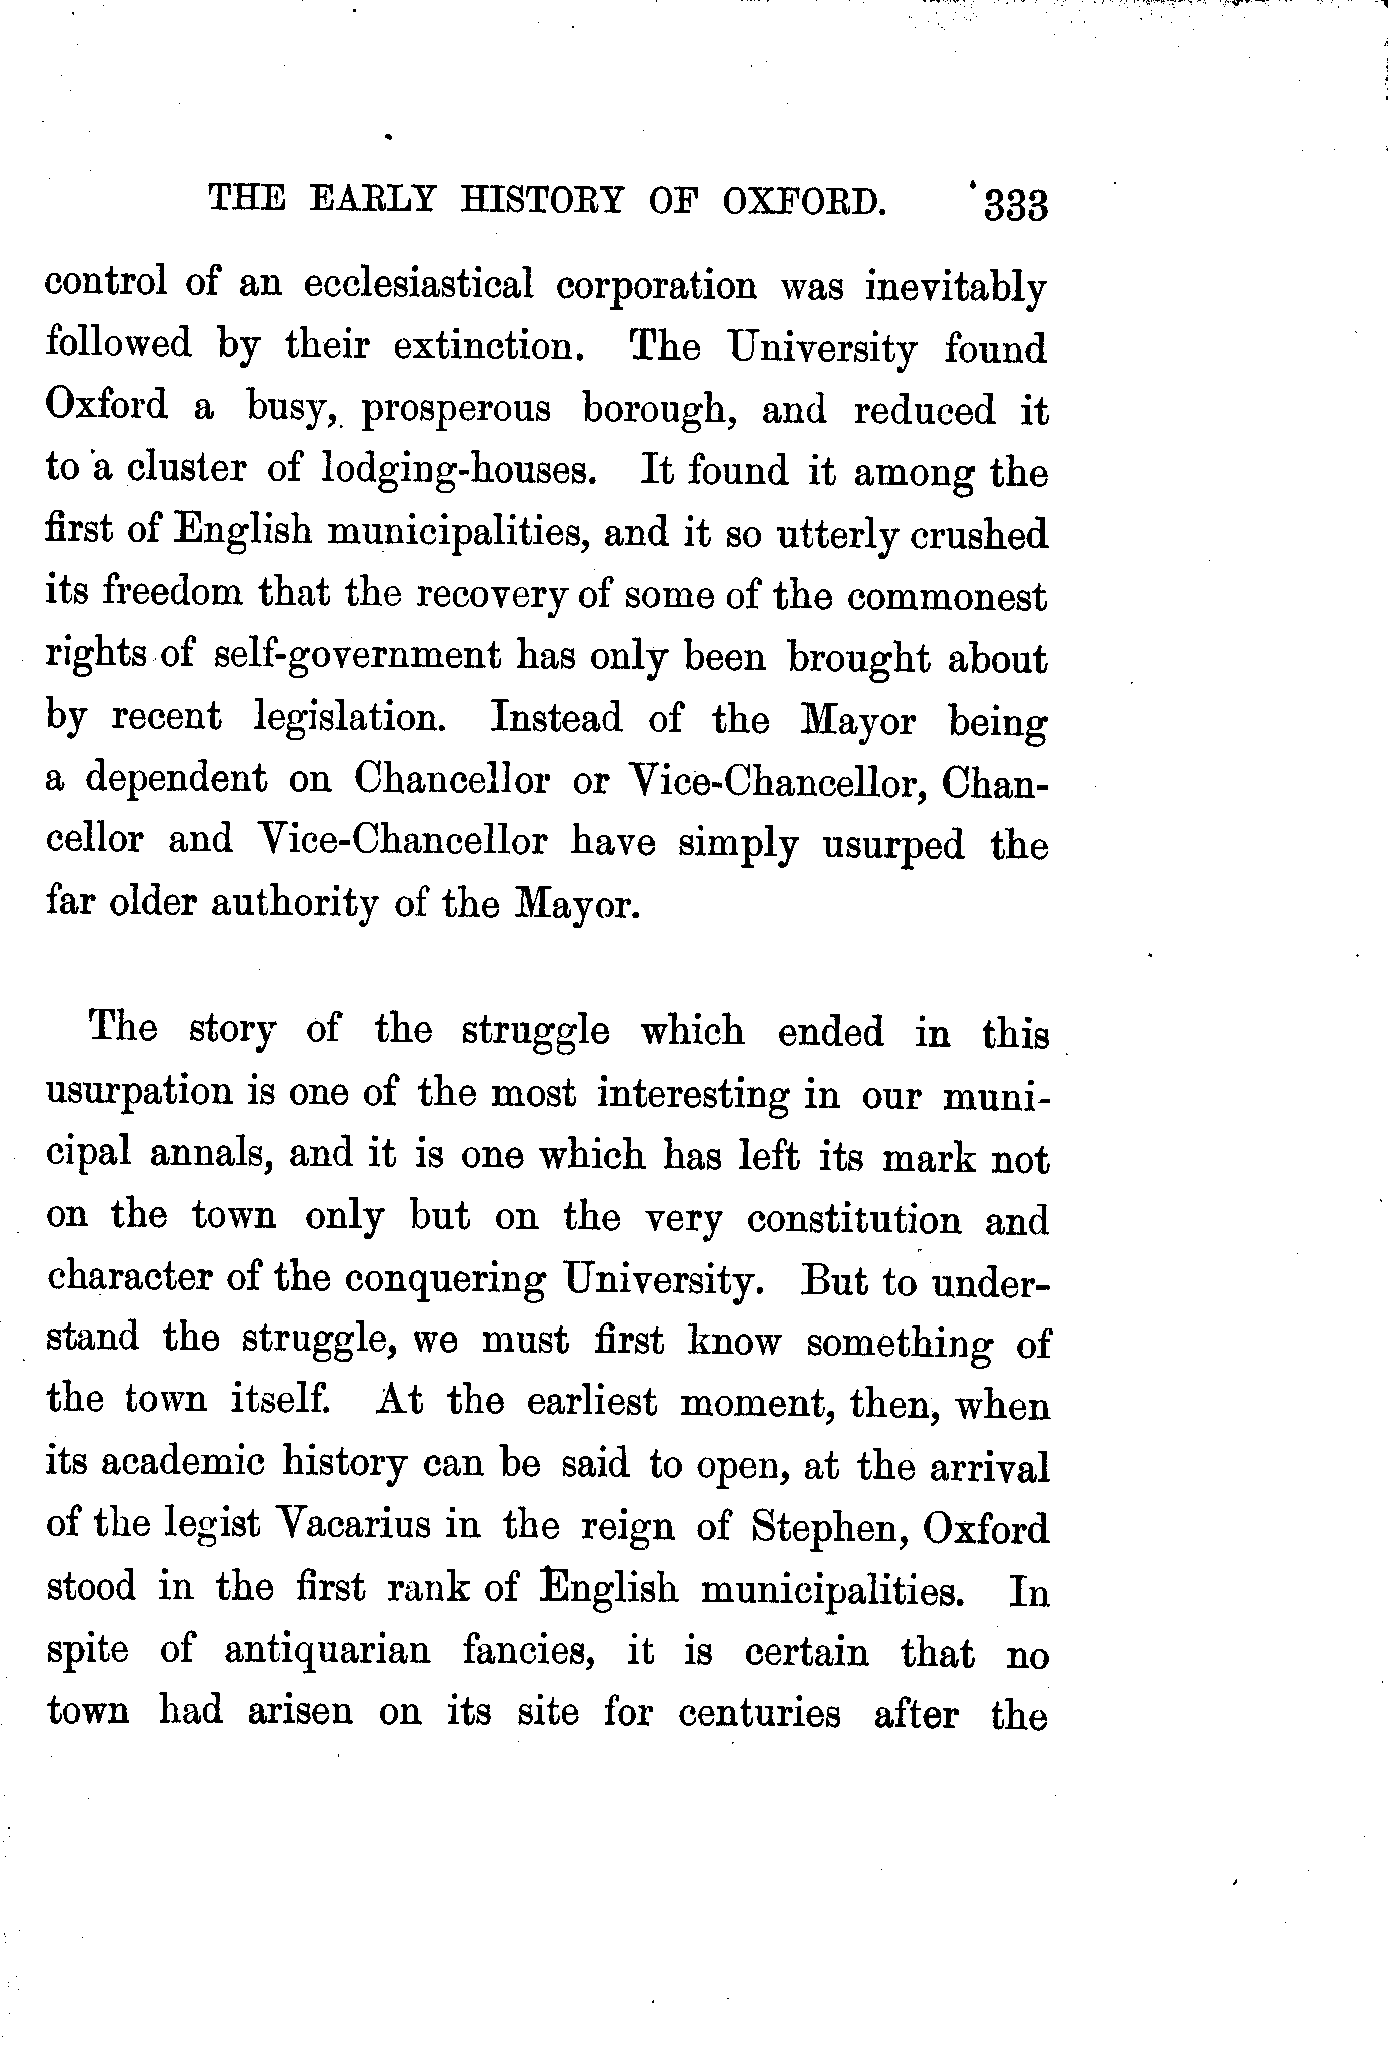 THE EARLY HISTORY OF OXFORD. 333
control of an ecclesiastical corporation was inevitably
followed by their extinction. The University found
Oxford a busy, prosperous borough, and reduced it
to a cluster of lodging-houses. It found it among the
first of English municipalities, and it so utterly crushed
its freedom that the recovery of some of the commonest
rights of self-government has only been brought about
by recent legislation. Instead of the Mayor being
a dependent on Chancellor or Vice-Chancellor, Chan-
cellor and Vice-Chancellor have simply usurped the
far older authority of the Mayor.
The story of the struggle which ended in this
usurpation is one of the most interesting in our muni-
cipal annals, and it is one which has left its mark not
on the town only but on the very constitution and
character of the conquering University. But to under-
stand the struggle, we must first know something of
the town itself. At the earliest moment, then, when
its academic history can be said to open, at the arrival
of the legist Vacarius in the reign of Stephen, Oxford
stood in the first rank of English municipalities. In
spite of antiquarian fancies, it is certain that no
town had arisen on its site for centuries after the